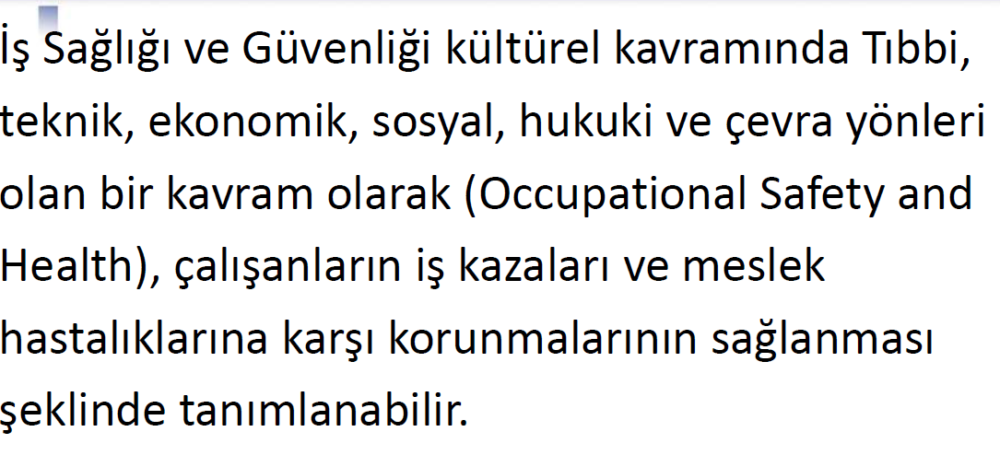 İş Sağlığı ve Güvenliği kültürel kavramında Tıbbi,
teknik, ekonomik, sosyal, hukuki ve çevra yönleri
olan bir kavram olarak (Occupational Safety and
Health), çalışanların iş kazaları ve meslek
hastalıklarına karşı korunmalarının sağlanması
şeklinde tanımlanabilir.